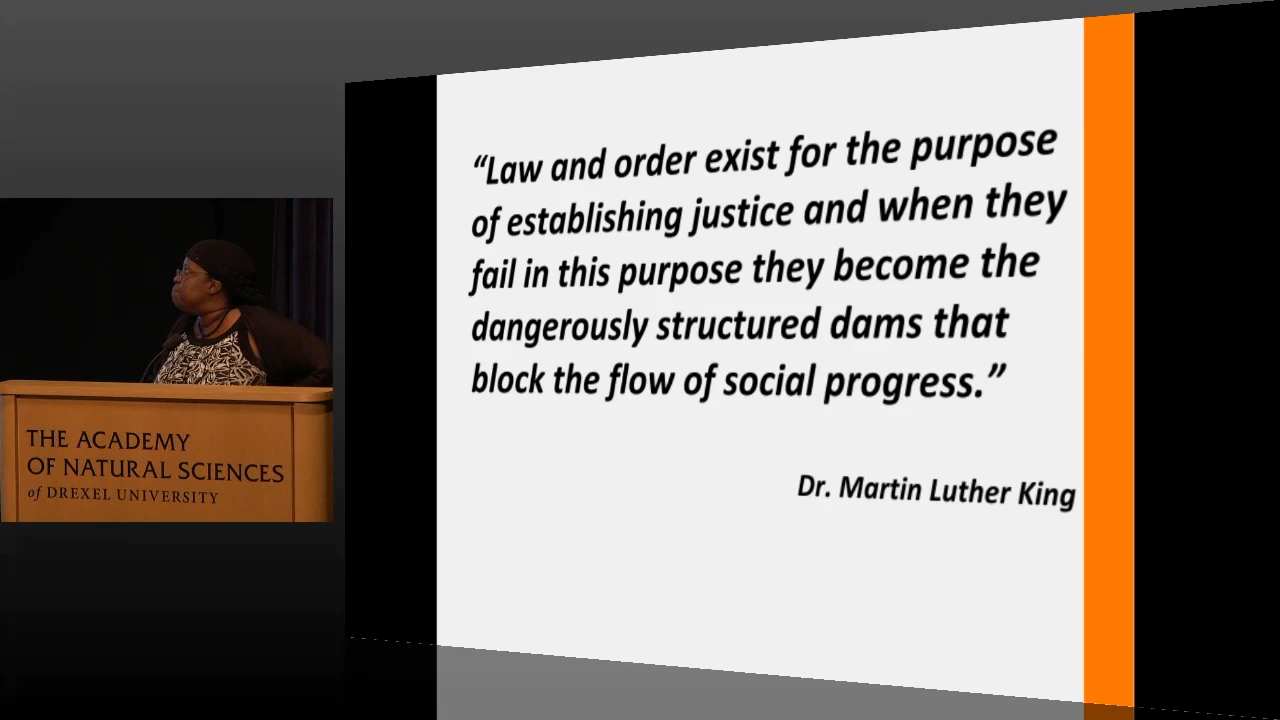 “Law and order exist for the purpose
of establishing justice and when they
fail in this purpose they become the
dangerously structured dams that
block the flow of social progress.”
Dr. Martin Luther King
THE ACADEMY
OF NATURAL SCIENCES
of DREXEL UNIVERSITY